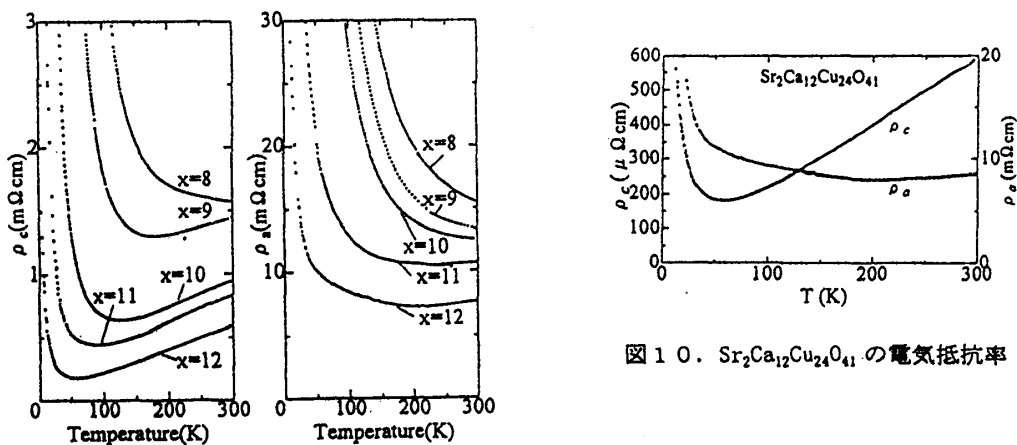 3
2
1
0
ρc(mΩcm)
x=8
x=9
x=10
x=11
x=12
0 100 200 300
Temperature(K)
30
20
10
0
ρa(mΩcm)
x=8
x=9
x=10
x=11
x=12
0 100 200 300
Temperature(K)
600
500
400
300
250
200
100
0
ρc(μΩcm)
Sr₂Ca₁₂Cu₂₄O₄₁
ρc
ρa
20
10
0
ρa(mΩcm)
0 100 200 300
T(K)
図10. Sr₂Ca₁₂Cu₂₄O₄₁の電気抵抗率